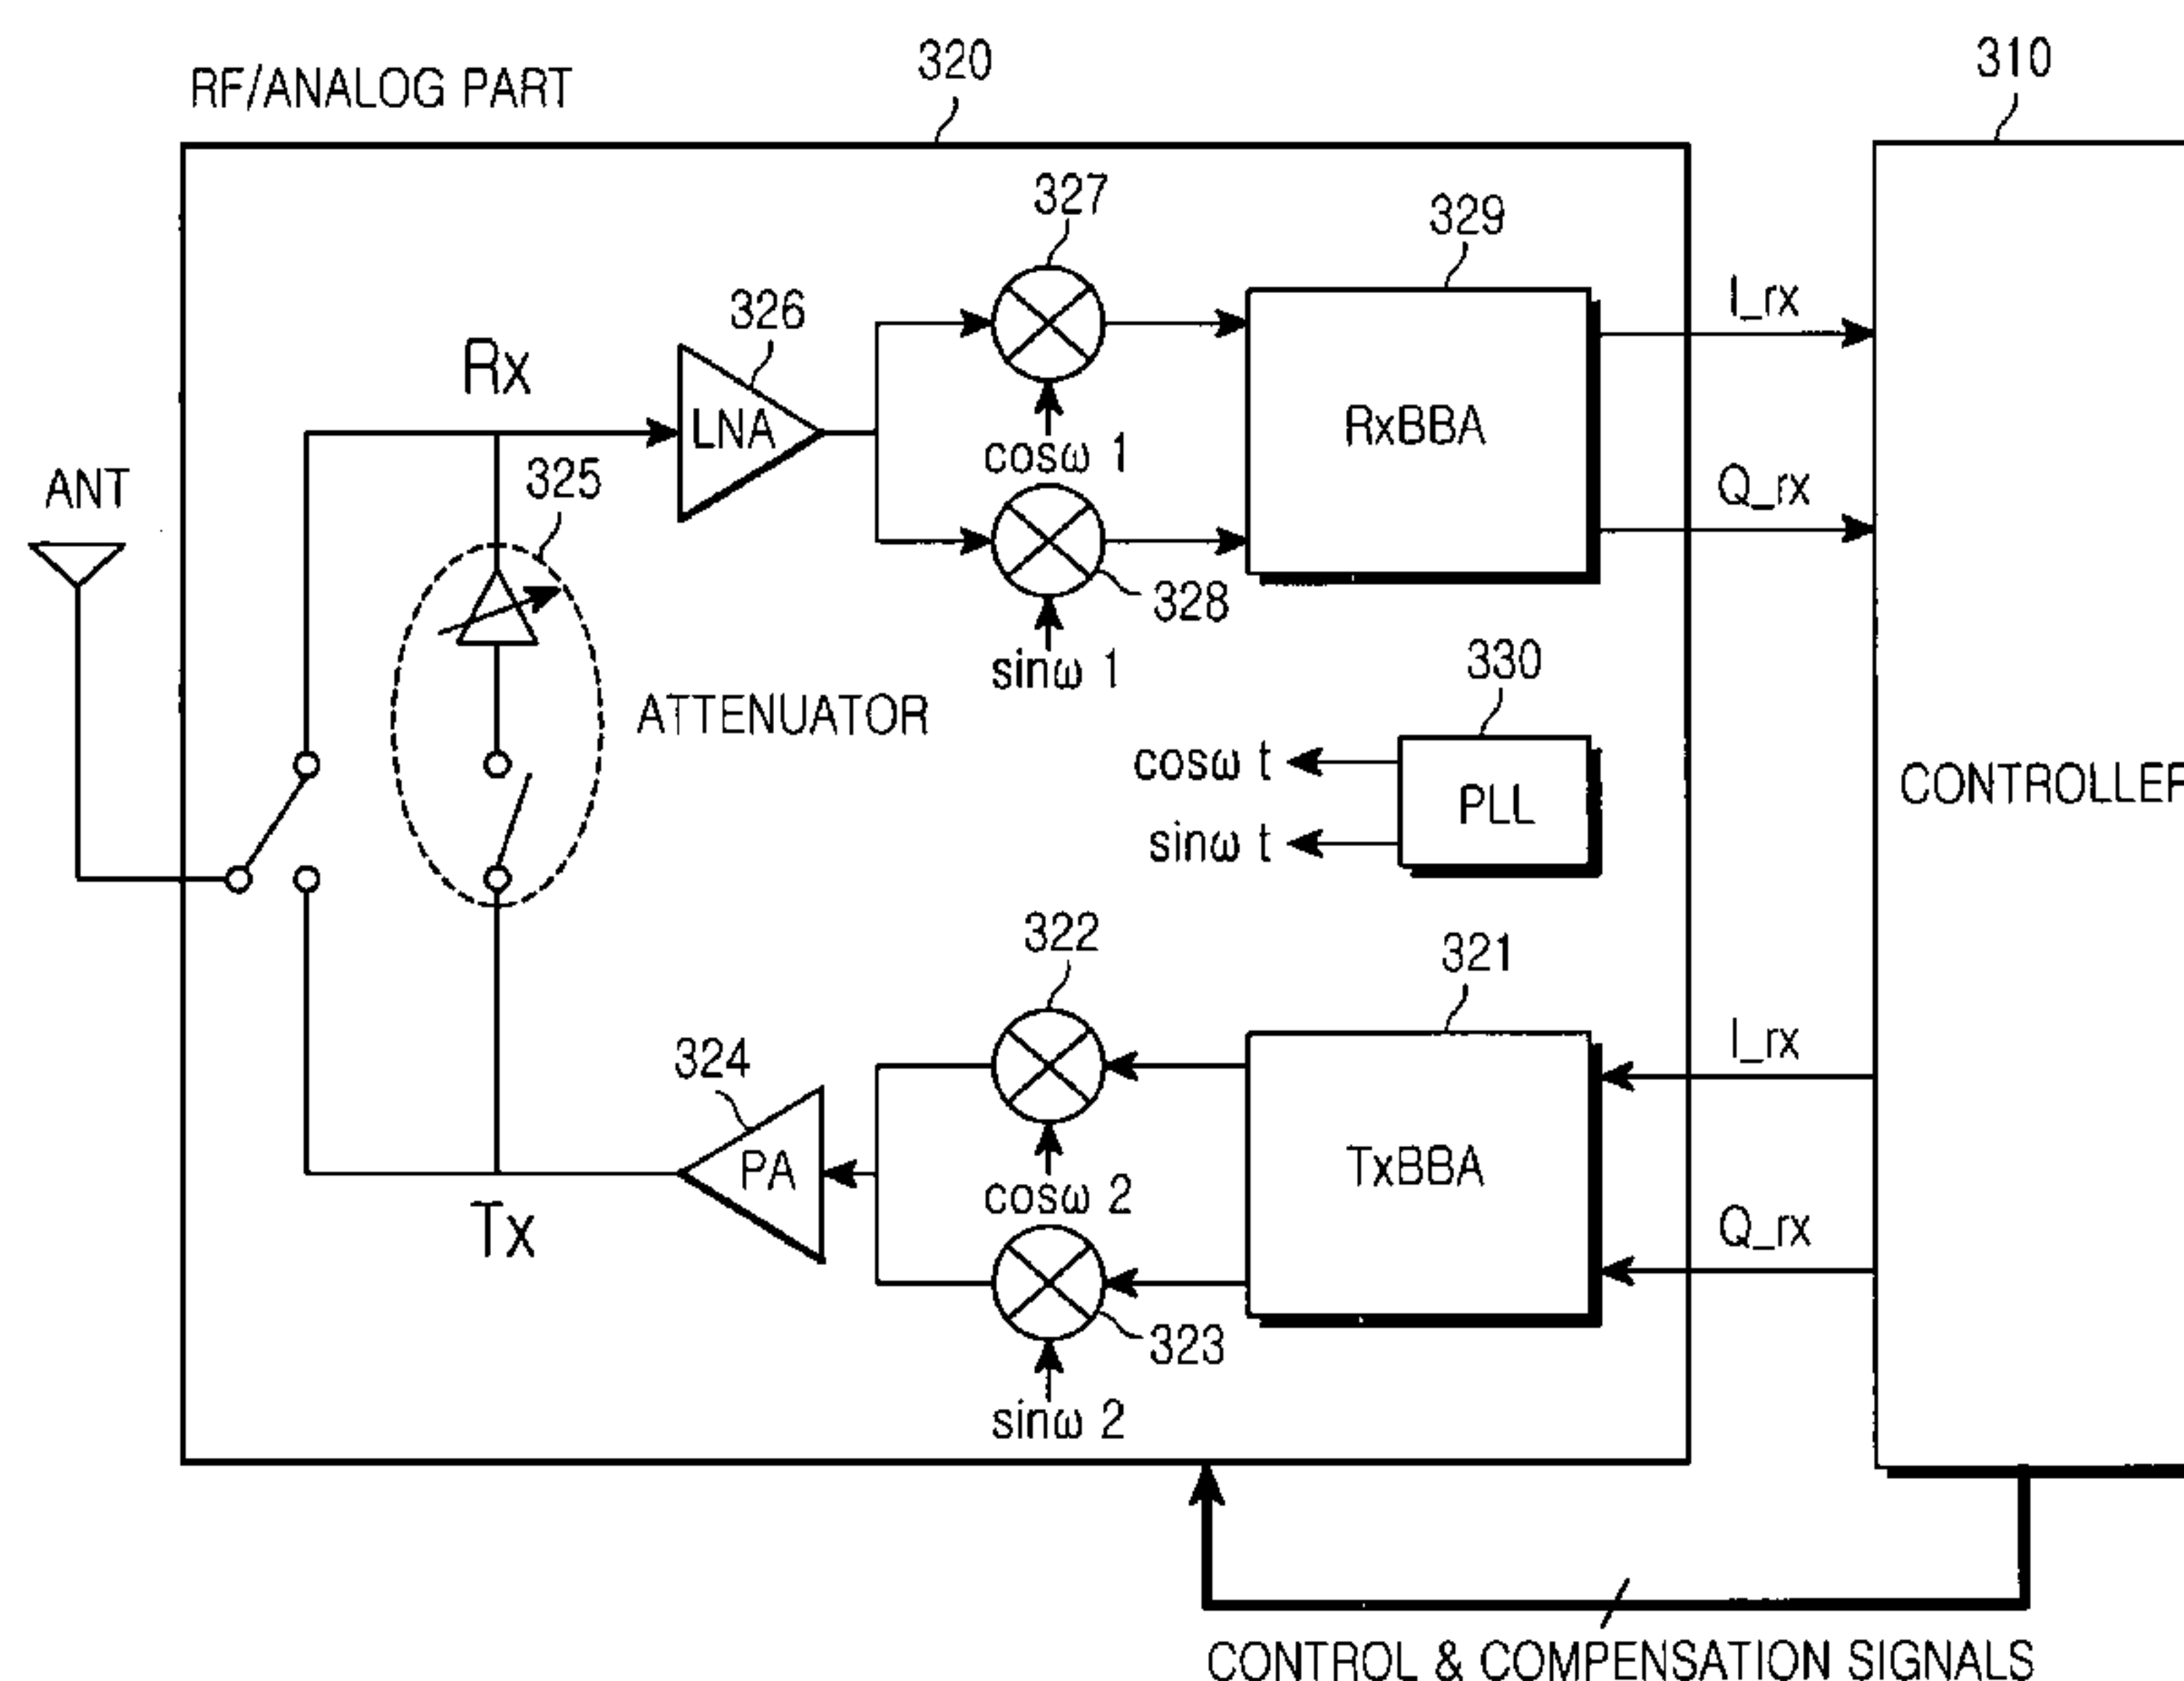 RF/ANALOG PART
320
310
327
329
I_rx
326
Rx
LNA
cosω 1
RxBBA
ANT
325
Q_rx
328
sinω 1
330
ATTENUATOR
cosω t
PLL
CONTROLLER
sinω t
322
321
324
I_rx
PA
cosω 2
TxBBA
Tx
Q_rx
323
sinω 2
CONTROL & COMPENSATION SIGNALS